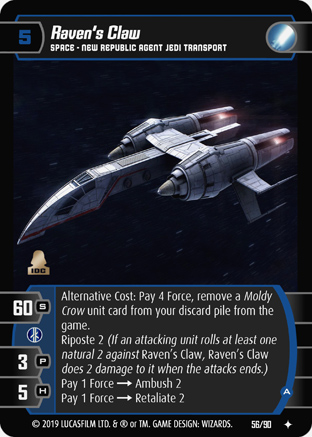 5
Raven's Claw
SPACE - NEW REPUBLIC AGENT JEDI TRANSPORT
IDC
60 S
3 P
5 H
Alternative Cost: Pay 4 Force, remove a Moldy
Crow unit card from your discard pile from the
game.
Riposte 2 (If an attacking unit rolls at least one
natural 2 against Raven's Claw, Raven's Claw
does 2 damage to it when the attacks ends.)
Pay 1 Force → Ambush 2
Pay 1 Force → Retaliate 2
A
© 2019 LUCASFILM LTD. & ® or TM. GAME DESIGN: WIZARDS.
56/90